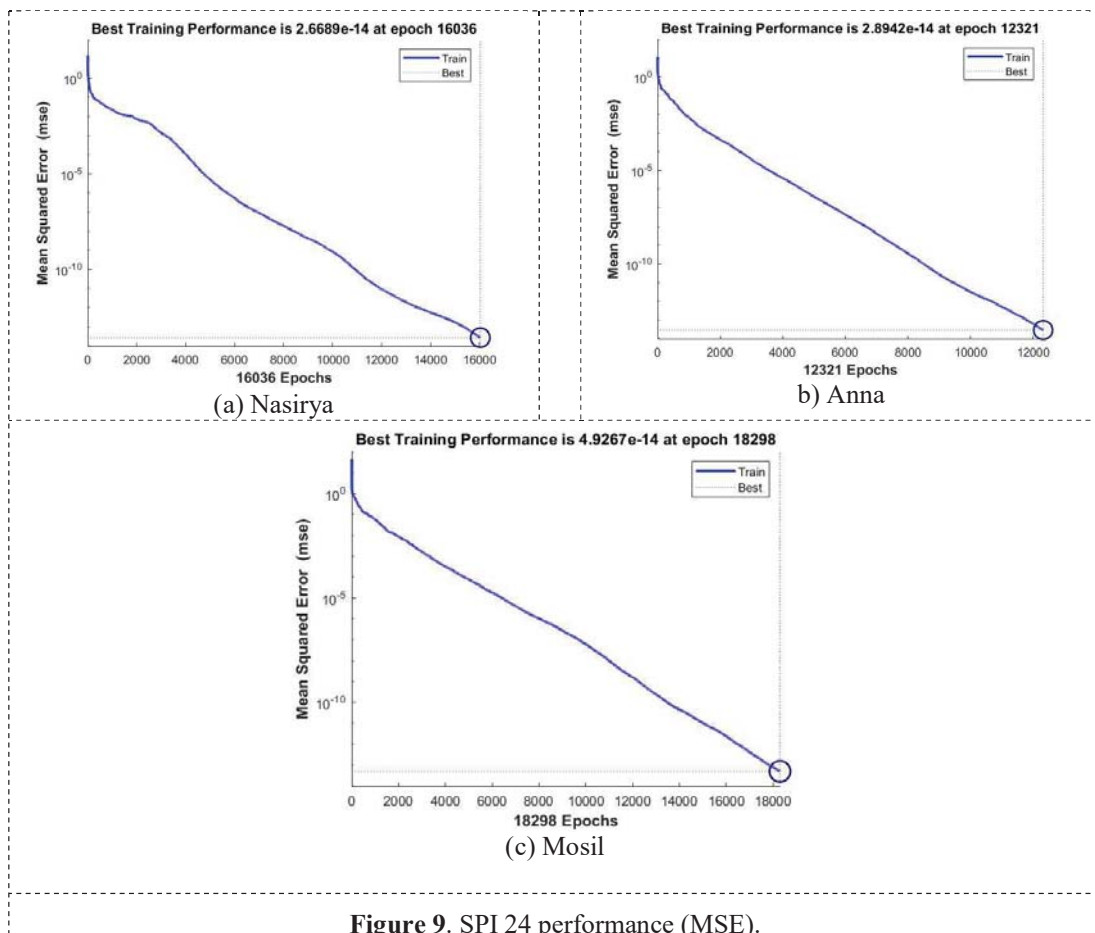 Best Training Performance is 2.6689e-14 at epoch 16036
Train
Best
Mean Squared Error (mse)
10^0
10^-5
10^-10
0 2000 4000 6000 8000 10000 12000 14000 16000
16036 Epochs
(a) Nasirya
Best Training Performance is 2.8942e-14 at epoch 12321
Train
Best
Mean Squared Error (mse)
10^0
10^-5
10^-10
0 2000 4000 6000 8000 10000 12000
12321 Epochs
b) Anna
Best Training Performance is 4.9267e-14 at epoch 18298
Train
Best
Mean Squared Error (mse)
10^0
10^-5
10^-10
0 2000 4000 6000 8000 10000 12000 14000 16000 18000
18298 Epochs
(c) Mosil
Figure 9. SPI 24 performance (MSE).